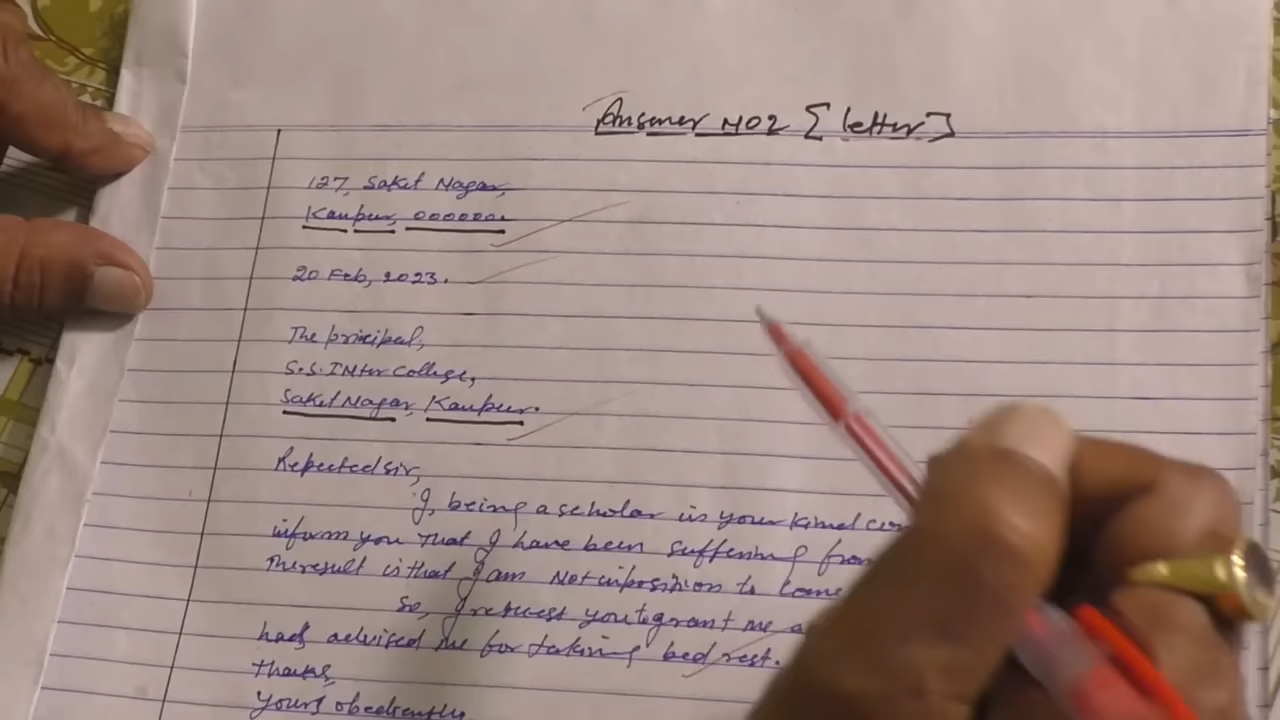 Answer NO2 [letter]
127, Saket Nagar,
Kanpur, 000000.
20 Feb, 2023.
The principal,
S.S. INter College,
Saket Nagar, Kanpur.
Repected sir,
I, being a scholar in your kind
inform you That I have been suffering from
The result is that I am Not in position to come
So, I request you to grant me a
had advised me for taking bed rest.
thanks,
yours obediently